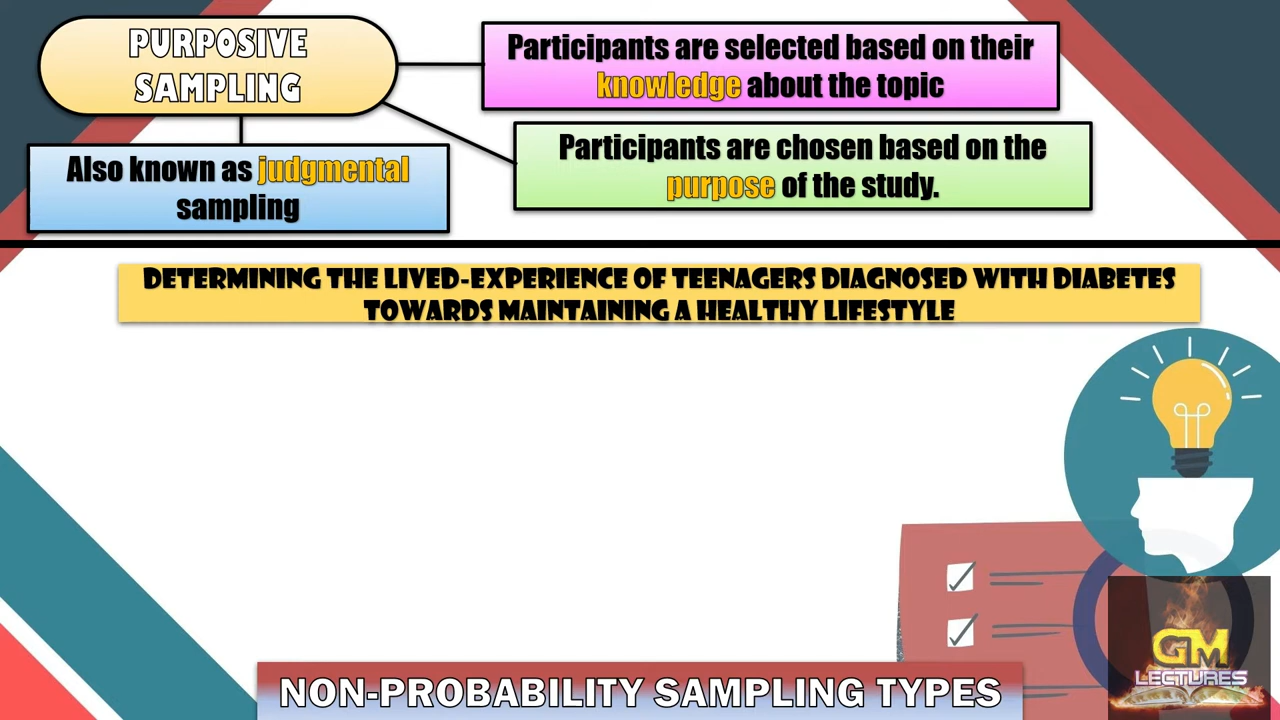 PURPOSIVE
SAMPLING
Participants are selected based on their
knowledge about the topic
Also known as judgmental
sampling
Participants are chosen based on the
purpose of the study.
DETERMINING THE LIVED-EXPERIENCE OF TEENAGERS DIAGNOSED WITH DIABETES
TOWARDS MAINTAINING A HEALTHY LIFESTYLE
NON-PROBABILITY SAMPLING TYPES
GM
LECTURES